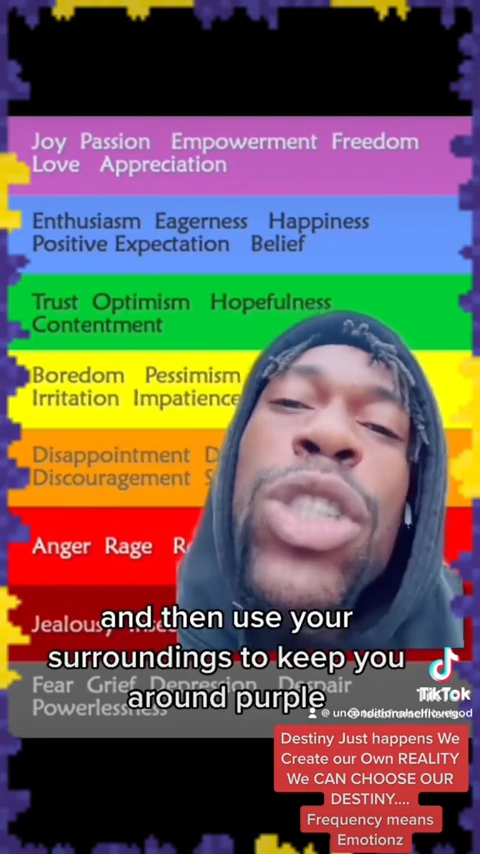 Joy Passion Empowerment Freedom
Love Appreciation
Enthusiasm Eagerness Happiness
Positive Expectation Belief
Trust Optimism Hopefulness
Contentment
Boredom Pessimism
Irritation Impatience
Disappointment
Discouragement
Anger Rage
Jealousy
and then use your
surroundings to keep you
around purple
Fear Grief Depression Despair
Powerlessness
TikTok
Destiny Just happens We
Create our Own REALITY
We CAN CHOOSE OUR
DESTINY....
Frequency means
Emotionz